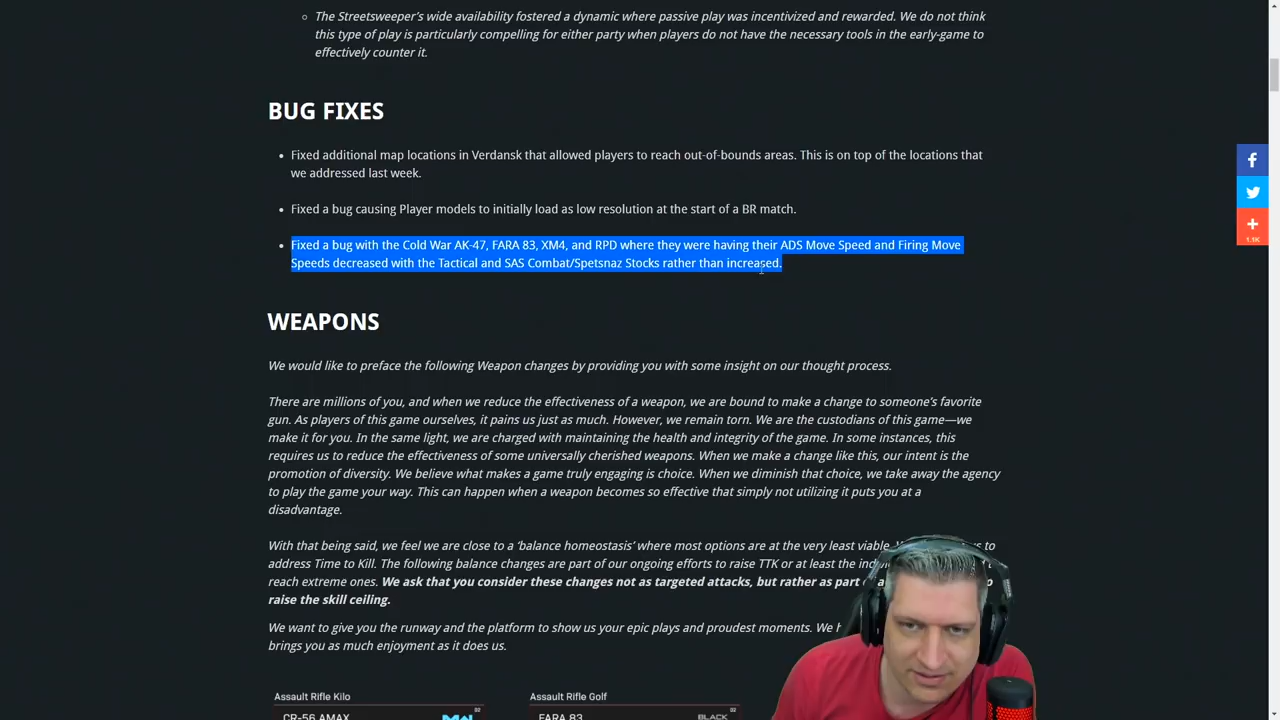 The Streetsweeper's wide availability fostered a dynamic where passive play was incentivized and rewarded. We do not think
this type of play is particularly compelling for either party when players do not have the necessary tools in the early-game to
effectively counter it.
BUG FIXES
Fixed additional map locations in Verdansk that allowed players to reach out-of-bounds areas. This is on top of the locations that
we addressed last week.
Fixed a bug causing Player models to initially load as low resolution at the start of a BR match.
Fixed a bug with the Cold War AK-47, FARA 83, XM4, and RPD where they were having their ADS Move Speed and Firing Move
Speeds decreased with the Tactical and SAS Combat/Spetsnaz Stocks rather than increased.
1.1K
WEAPONS
We would like to preface the following Weapon changes by providing you with some insight on our thought process.
There are millions of you, and when we reduce the effectiveness of a weapon, we are bound to make a change to someone's favorite
gun. As players of this game ourselves, it pains us just as much. However, we remain torn. We are the custodians of this game—we
make it for you. In the same light, we are charged with maintaining the health and integrity of the game. In some instances, this
requires us to reduce the effectiveness of some universally cherished weapons. When we make a change like this, our intent is the
promotion of diversity. We believe what makes a game truly engaging is choice. When we diminish that choice, we take away the agency
to play the game your way. This can happen when a weapon becomes so effective that simply not utilizing it puts you at a
disadvantage.
With that being said, we feel we are close to a 'balance homeostasis' where most options are at the very least viable. to
address Time to Kill. The following balance changes are part of our ongoing efforts to raise TTK or at least the
reach extreme ones. We ask that you consider these changes not as targeted attacks, but rather as part to
raise the skill ceiling.
We want to give you the runway and the platform to show us your epic plays and proudest moments. We
brings you as much enjoyment as it does us.
Assault Rifle Kilo
CR-56 AMAX
02
Assault Rifle Golf
FARA 83
02
BLACK